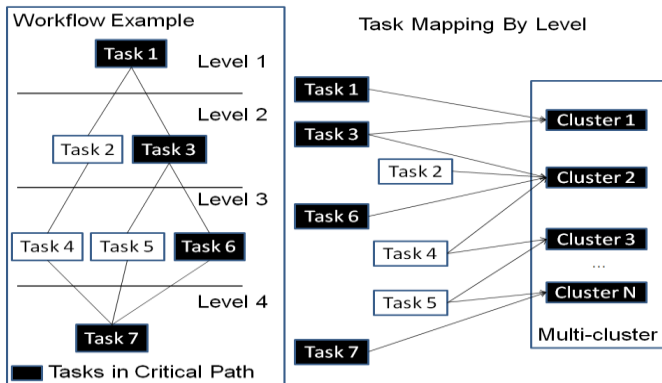 Workflow Example
Task 1
Level 1
Level 2
Task 2
Task 3
Level 3
Task 4
Task 5
Task 6
Level 4
Task 7
Tasks in Critical Path
Task Mapping By Level
Task 1
Task 3
Task 2
Task 6
Task 4
Task 5
Task 7
Cluster 1
Cluster 2
Cluster 3
...
Cluster N
Multi-cluster